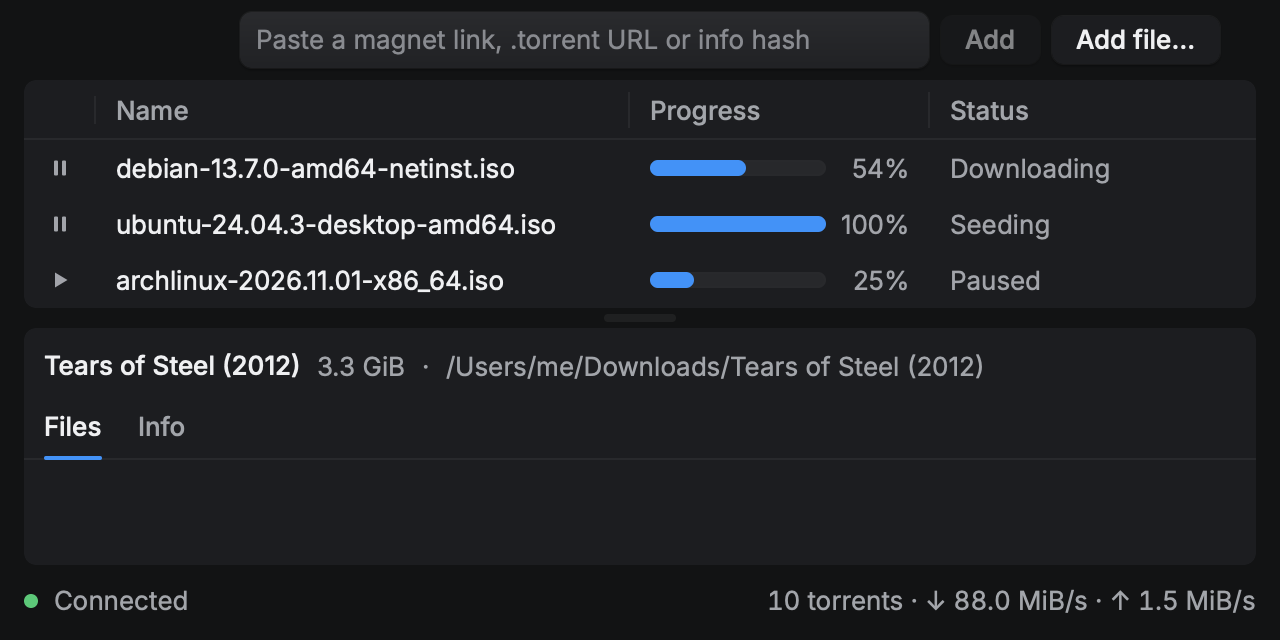 Paste a magnet link, .torrent URL or info hash Add Add file...
Name Progress Status
debian-13.7.0-amd64-netinst.iso 54% Downloading
ubuntu-24.04.3-desktop-amd64.iso 100% Seeding
archlinux-2026.11.01-x86_64.iso 25% Paused
Tears of Steel (2012) 3.3 GiB · /Users/me/Downloads/Tears of Steel (2012)
Files Info
Connected 10 torrents · ↓ 88.0 MiB/s · ↑ 1.5 MiB/s